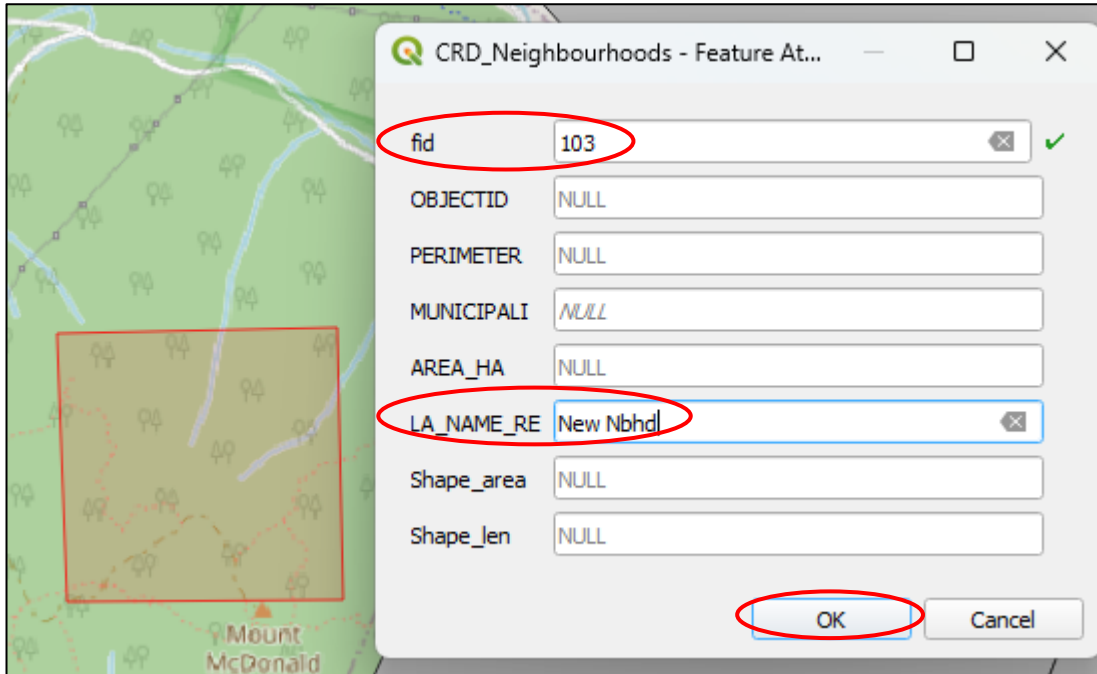 CRD_Neighbourhoods - Feature At...
fid 103
OBJECTID NULL
PERIMETER NULL
MUNICIPALI NULL
AREA_HA NULL
LA_NAME_RE New Nbhd
Shape_area NULL
Shape_len NULL
OK Cancel
Mount
McDonald